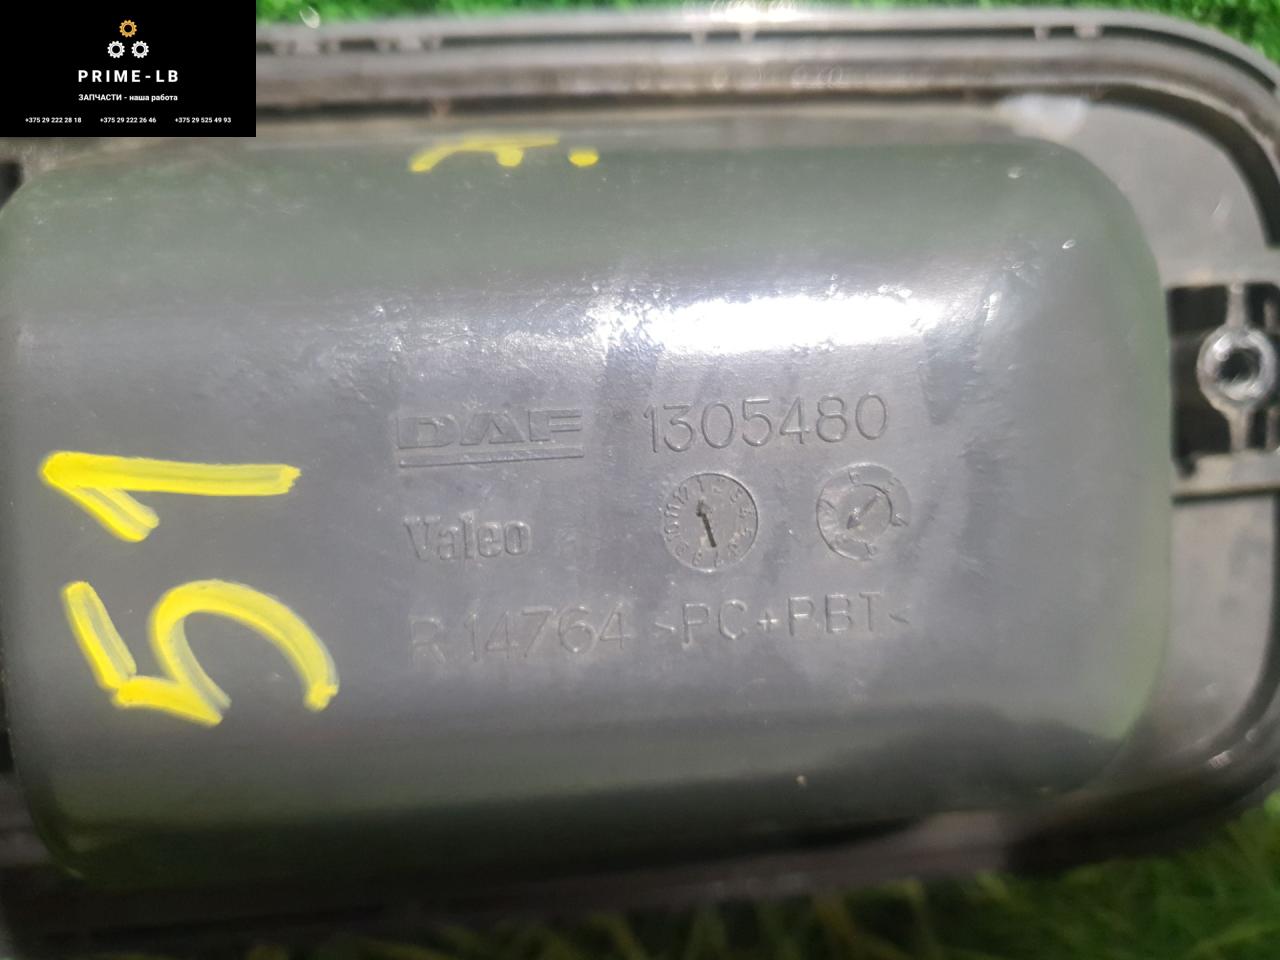 PRIME-LB
ЗАПЧАСТИ - наша работа
+375 29 222 28 18 +375 29 222 26 46 +375 29 525 49 93
DAF 1305480
Valeo
R 14764 >PC+PBT<
51